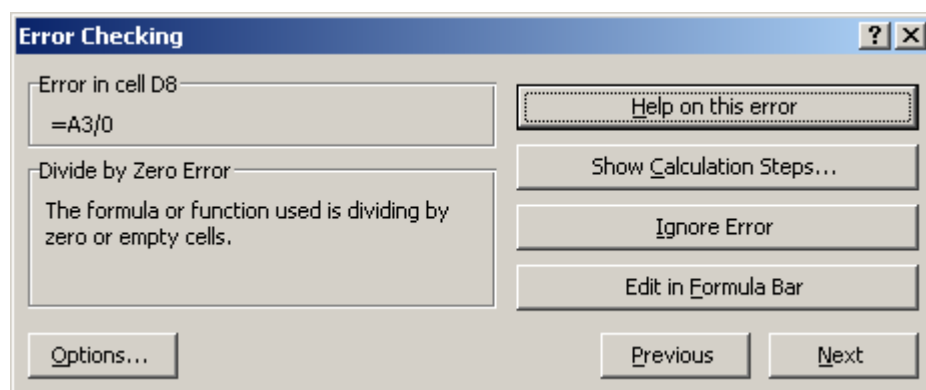 Error Checking
Error in cell D8
=A3/0
Divide by Zero Error
The formula or function used is dividing by
zero or empty cells.
Help on this error
Show Calculation Steps...
Ignore Error
Edit in Formula Bar
Options...
Previous
Next